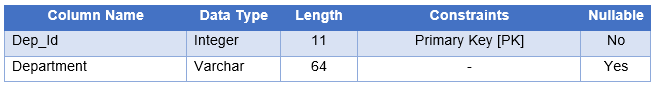 Column Name Data Type Length Constraints Nullable
Dep_Id Integer 11 Primary Key [PK] No
Department Varchar 64 - Yes